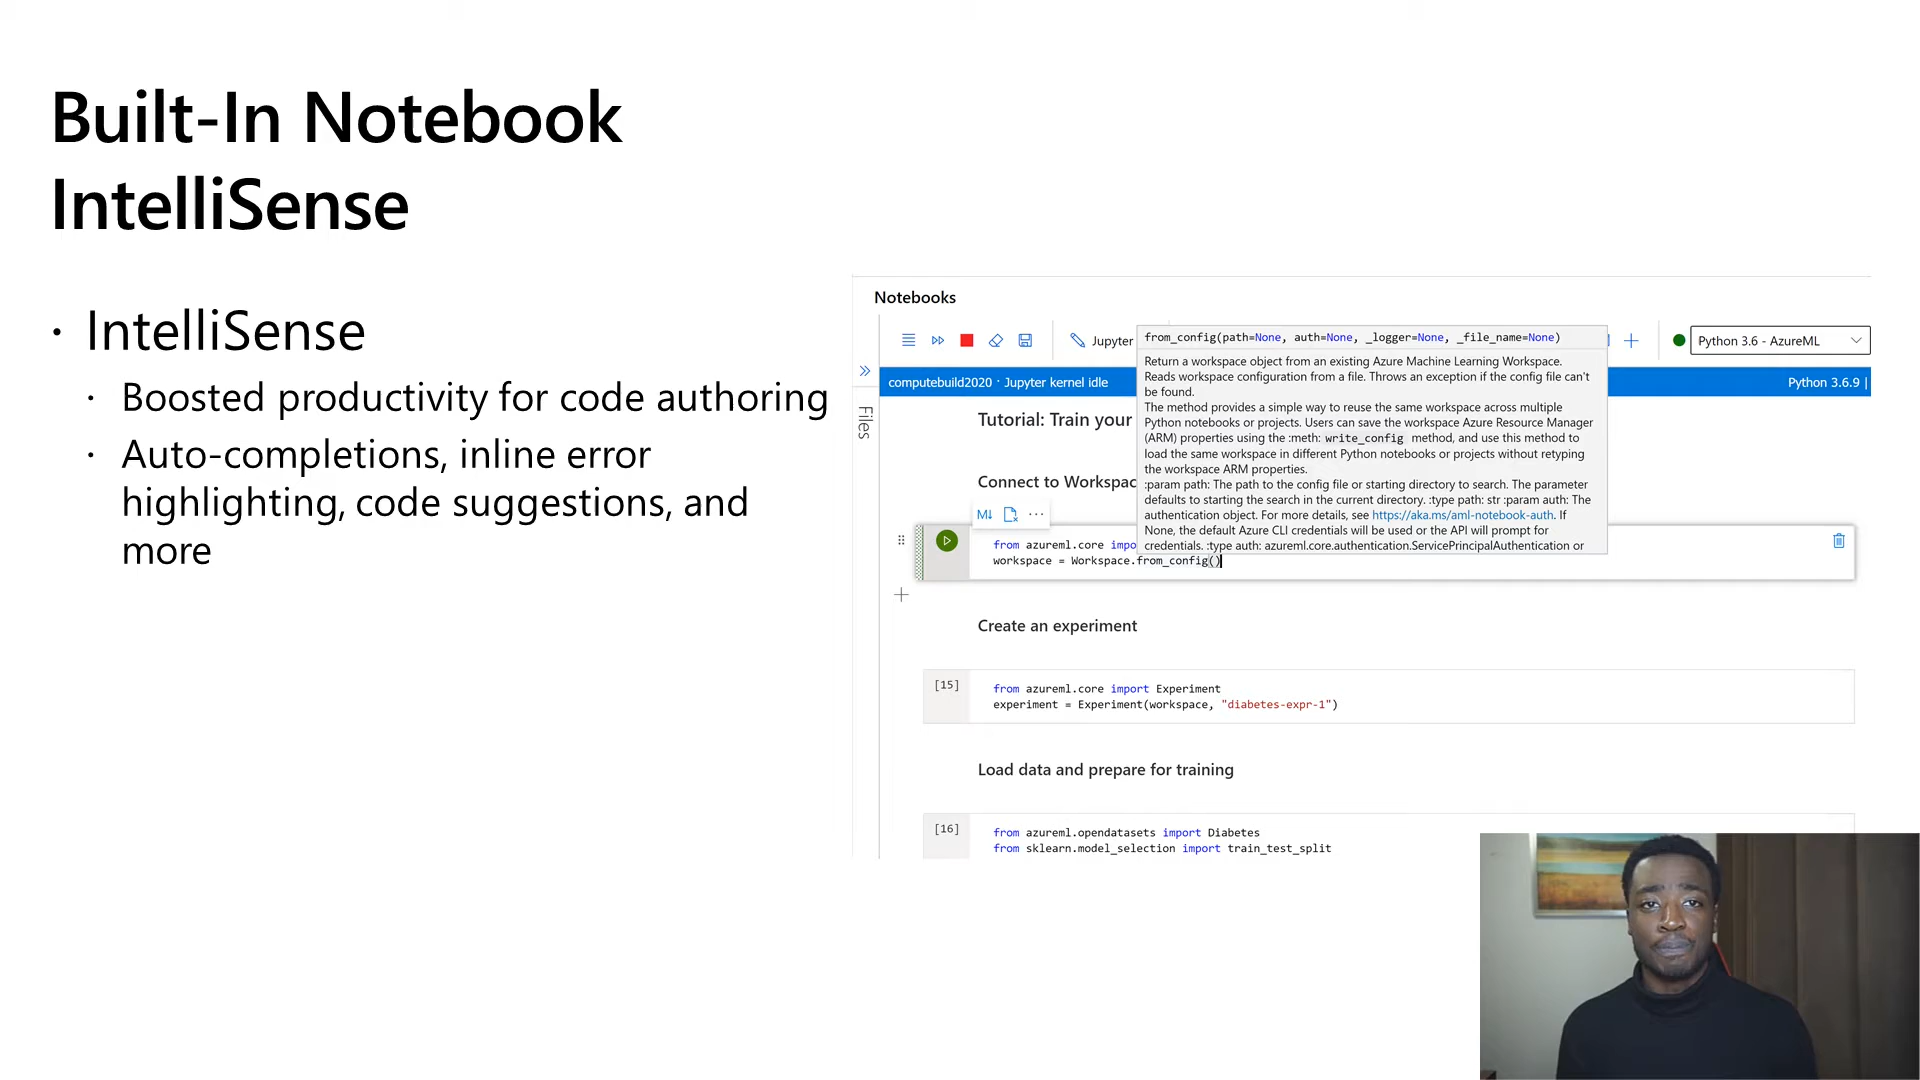 Built-In Notebook
IntelliSense
· IntelliSense
· Boosted productivity for code authoring
· Auto-completions, inline error
highlighting, code suggestions, and
more
Notebooks
Jupyter
Python 3.6 - AzureML
computebuild2020 · Jupyter kernel idle
Python 3.6.9 |
Files
from_config(path=None, auth=None, _logger=None, _file_name=None)
Return a workspace object from an existing Azure Machine Learning Workspace.
Reads workspace configuration from a file. Throws an exception if the config file can't
be found.
The method provides a simple way to reuse the same workspace across multiple
Python notebooks or projects. Users can save the workspace Azure Resource Manager
(ARM) properties using the :meth: write_config method, and use this method to
load the same workspace in different Python notebooks or projects without retyping
the workspace ARM properties.
:param path: The path to the config file or starting directory to search. The parameter
defaults to starting the search in the current directory. :type path: str :param auth: The
authentication object. For more details, see https://aka.ms/aml-notebook-auth. If
None, the default Azure CLI credentials will be used or the API will prompt for
credentials. :type auth: azureml.core.authentication.ServicePrincipalAuthentication or
Tutorial: Train your
Connect to Workspac
M↓ ···
from azureml.core impo
workspace = Workspace.from_config()
Create an experiment
[15]
from azureml.core import Experiment
experiment = Experiment(workspace, "diabetes-expr-1")
Load data and prepare for training
[16]
from azureml.opendatasets import Diabetes
from sklearn.model_selection import train_test_split